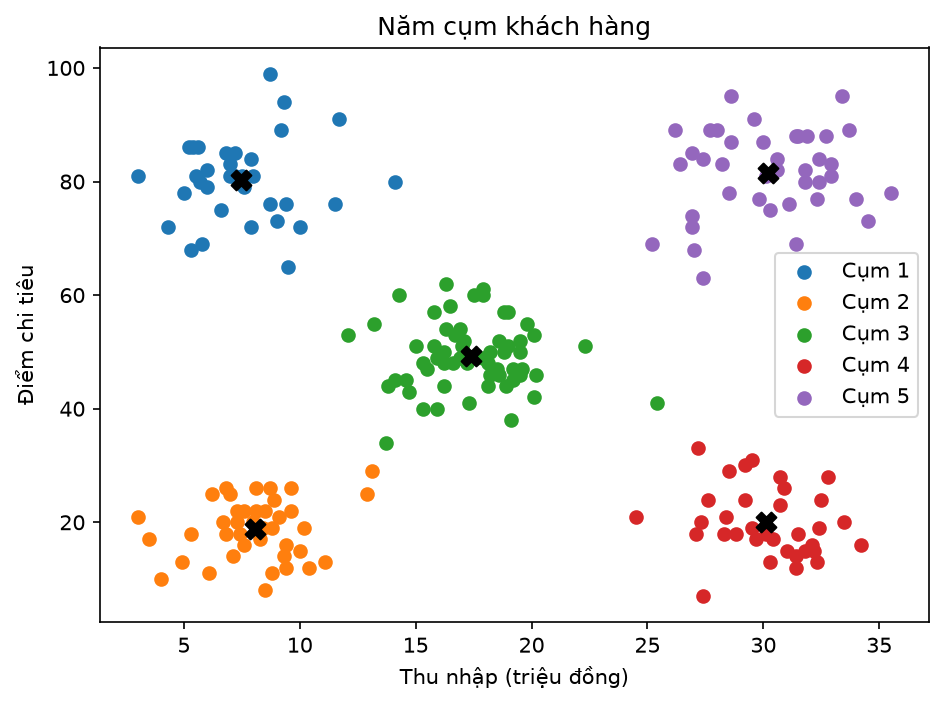 Năm cụm khách hàng
Điểm chi tiêu
100
80
60
40
20
Cụm 1
Cụm 2
Cụm 3
Cụm 4
Cụm 5
5 10 15 20 25 30 35
Thu nhập (triệu đồng)